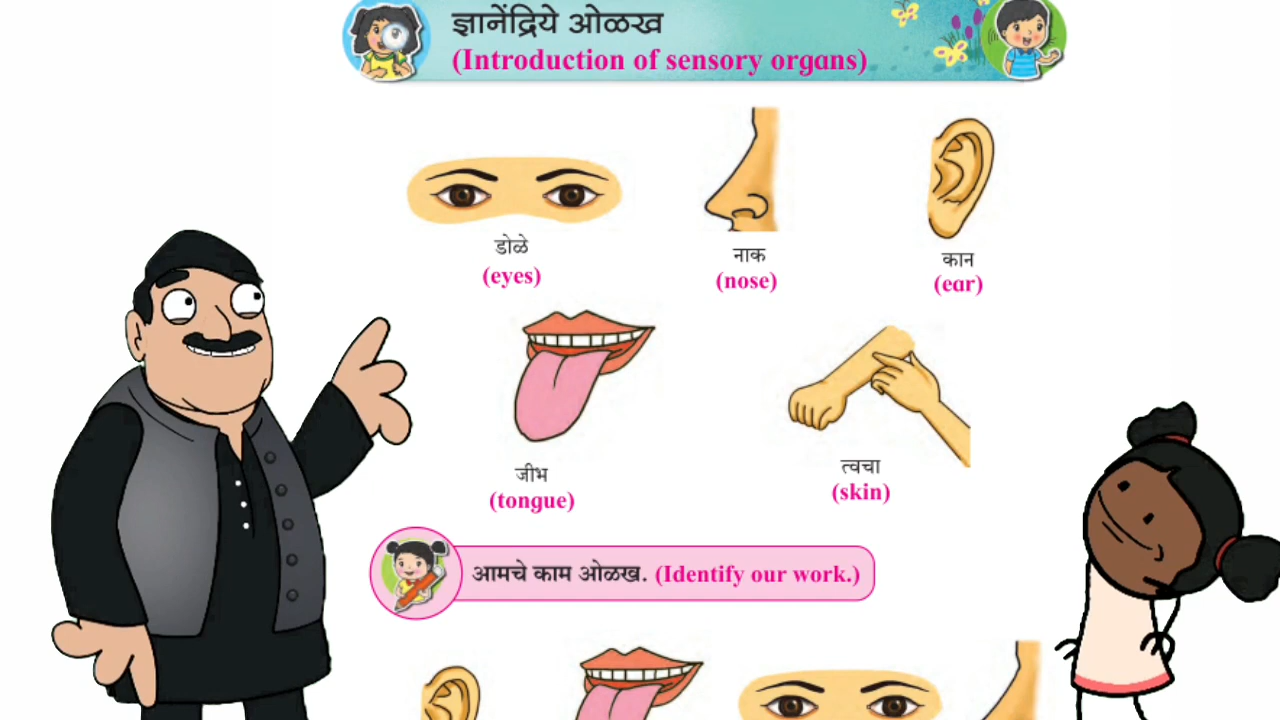 ज्ञानेंद्रिये ओळख
(Introduction of sensory organs)
डोळे
(eyes)
नाक
(nose)
कान
(ear)
जीभ
(tongue)
त्वचा
(skin)
आमचे काम ओळख. (Identify our work.)